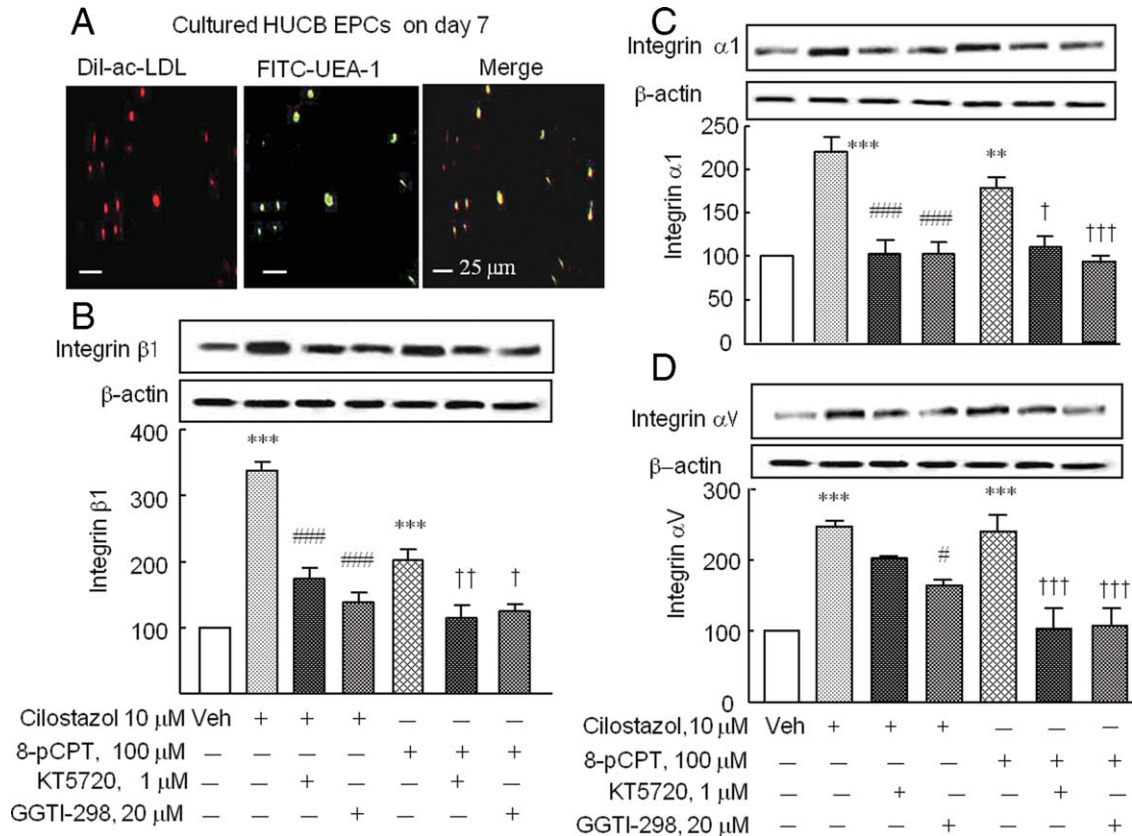 A
Cultured HUCB EPCs on day 7
Dil-ac-LDL FITC-UEA-1 Merge
25 μm
B
Integrin β1
β-actin
400
300
200
100
Integrin β1
***
###
###
***
††
†
Cilostazol 10 μM Veh + + + – – –
8-pCPT, 100 μM – – – – + + +
KT5720, 1 μM – – + – – + –
GGTI-298, 20 μM – – – + – – +
C
Integrin α1
β-actin
250
200
150
100
50
0
Integrin α1
***
###
###
**
†
†††
D
Integrin αV
β–actin
300
200
100
0
Integrin αV
***
#
***
†††
†††
Cilostazol, 10 μM Veh + + + – – –
8-pCPT, 100 μM – – – – + + +
KT5720, 1 μM – – + – – + –
GGTI-298, 20 μM – – – + – – +